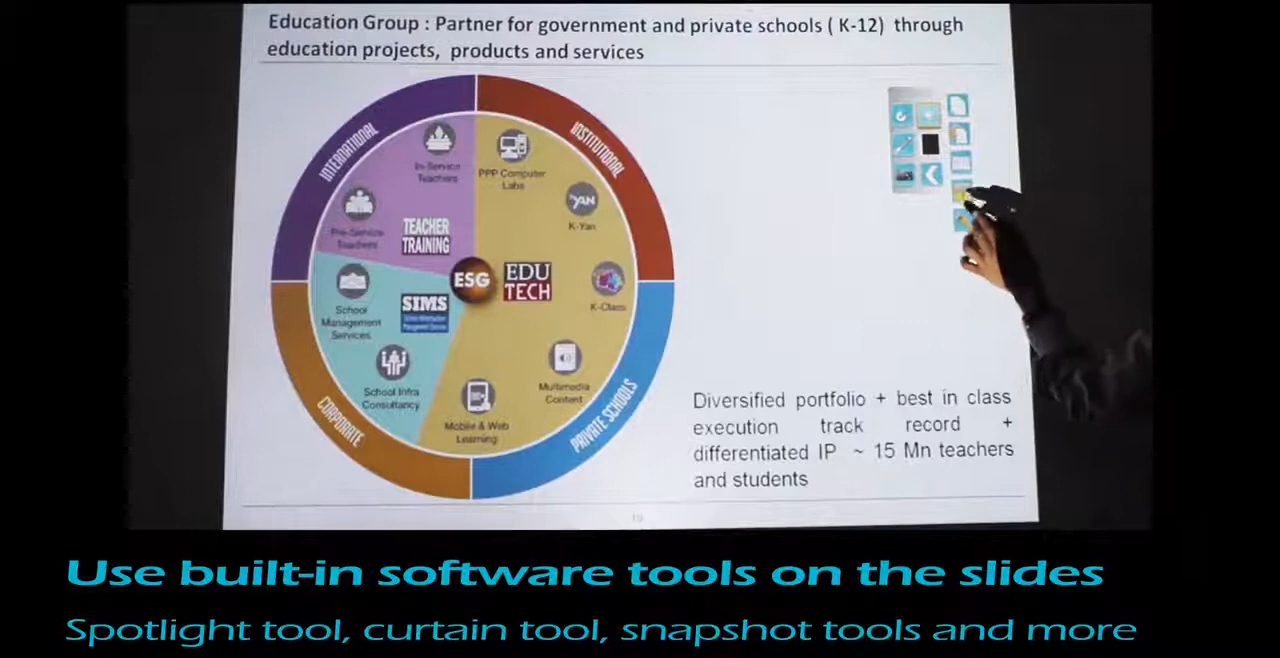 Education Group : Partner for government and private schools ( K-12) through
education projects, products and services
INTERNATIONAL
INSTITUTIONAL
In-Service
Teachers
PPP Computer
Labs
YAN
K-Yan
Pre-Service
Teachers
TEACHER
TRAINING
ESG
EDU
TECH
K-Class
SIMS
School
Management
Services
School Infra
Consultancy
Multimedia
Content
Mobile & Web
Learning
CORPORATE
PRIVATE SCHOOLS
Diversified portfolio + best in class
execution track record +
differentiated IP ~ 15 Mn teachers
and students
Use built-in software tools on the slides
Spotlight tool, curtain tool, snapshot tools and more